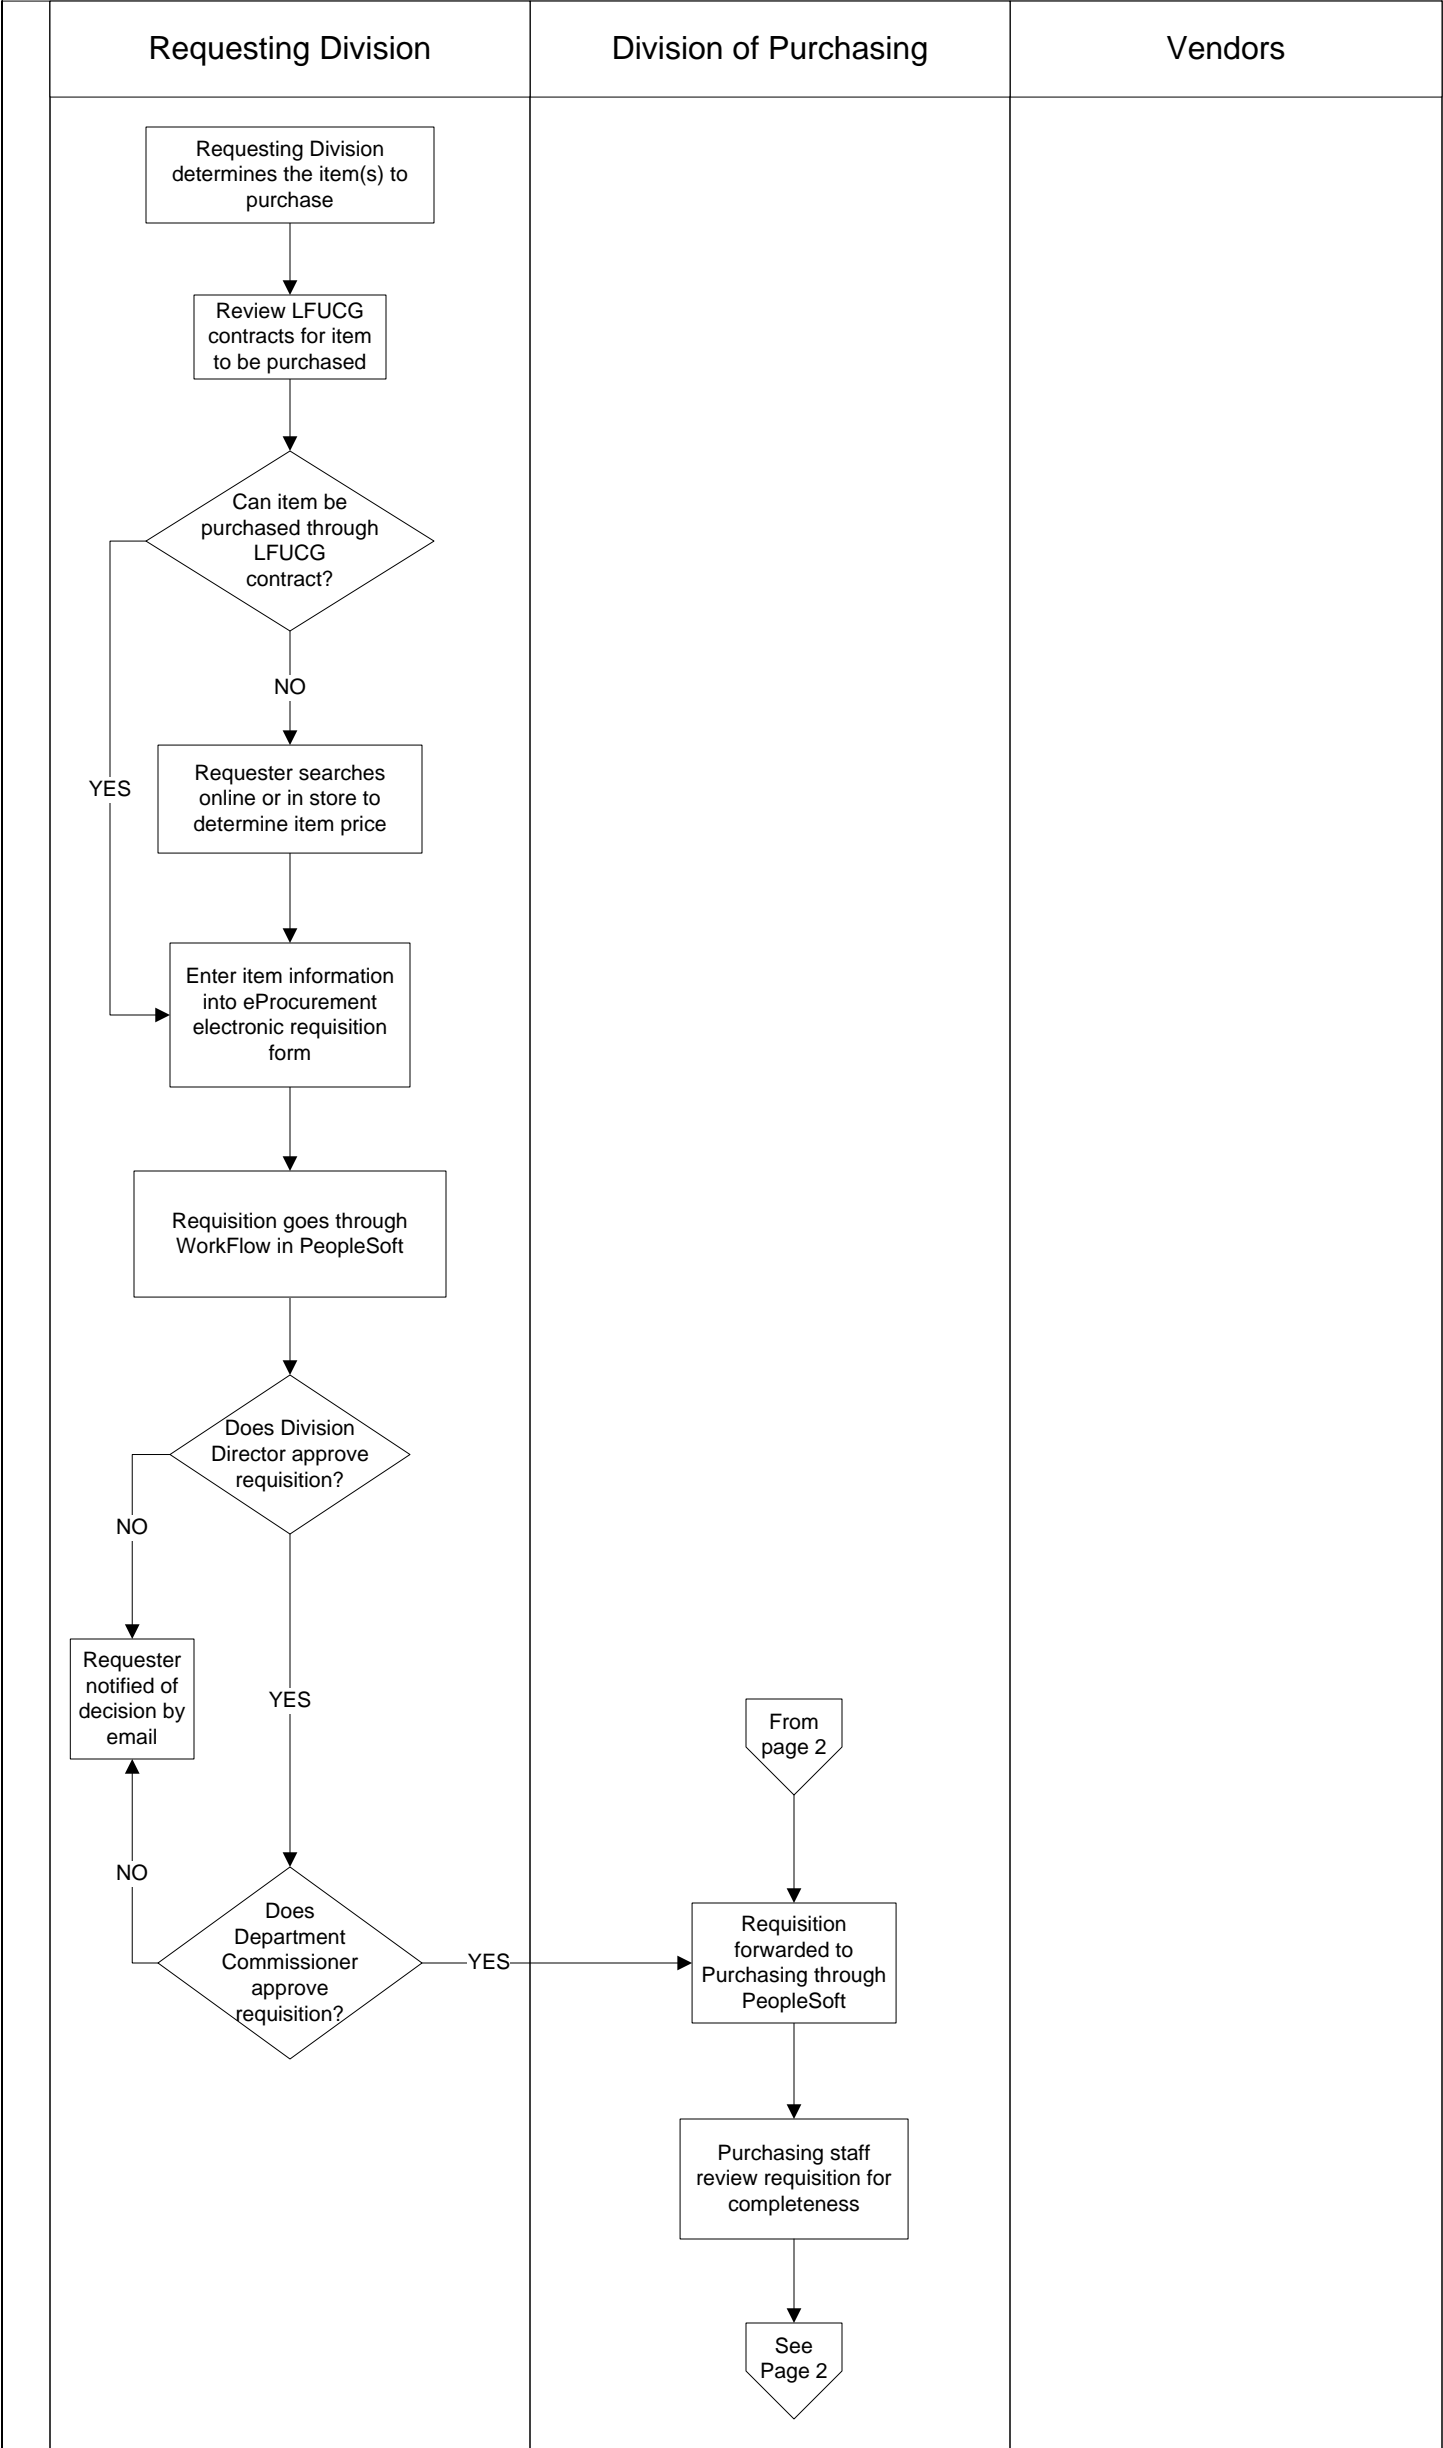 Requesting Division
Division of Purchasing
Vendors
Requesting Division
determines the item(s) to
purchase
Review LFUCG
contracts for item
to be purchased
Can item be
purchased through
LFUCG
contract?
NO
YES
Requester searches
online or in store to
determine item price
Enter item information
into eProcurement
electronic requisition
form
Requisition goes through
WorkFlow in PeopleSoft
Does Division
Director approve
requisition?
NO
YES
Requester
notified of
decision by
email
NO
Does
Department
Commissioner
approve
requisition?
YES
From
page 2
Requisition
forwarded to
Purchasing through
PeopleSoft
Purchasing staff
review requisition for
completeness
See
Page 2